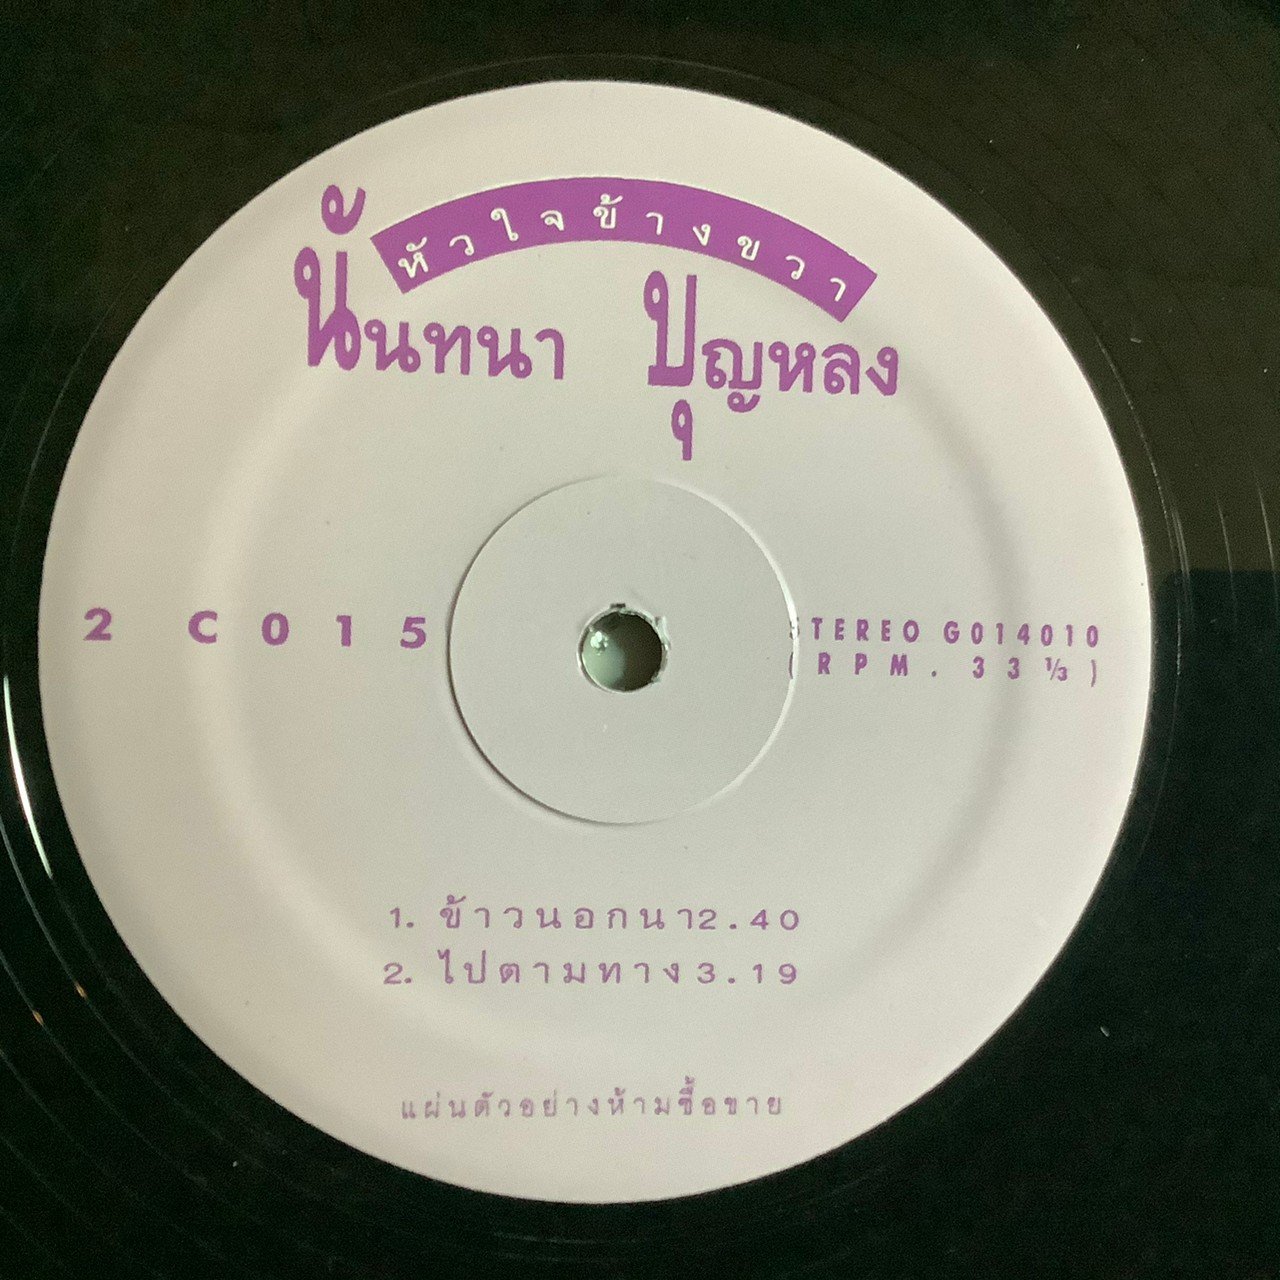 หัวใจข้างขวา
นันทนา บุญหลง
2 C015
STEREO G014010
(RPM. 33 ⅓)
1. ข้าวนอกนา2.40
2. ไปตามทาง3.19
แผ่นตัวอย่างห้ามซื้อขาย